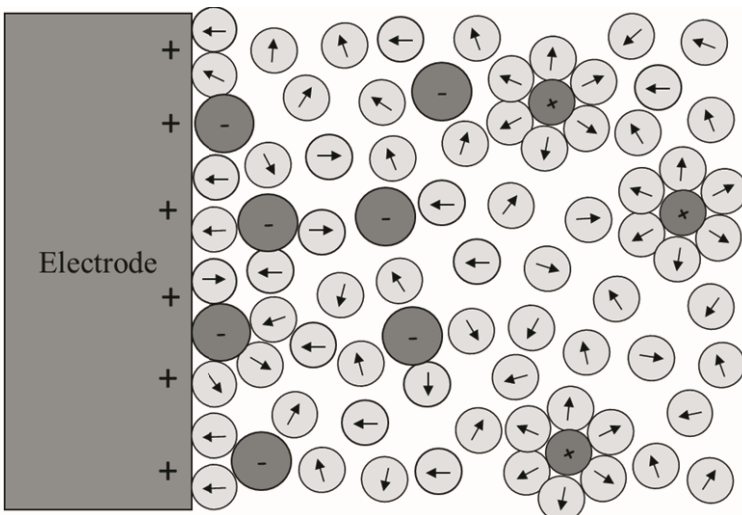 +
- +
+ -
+ - - +
Electrode
+
- -
+
+ - +